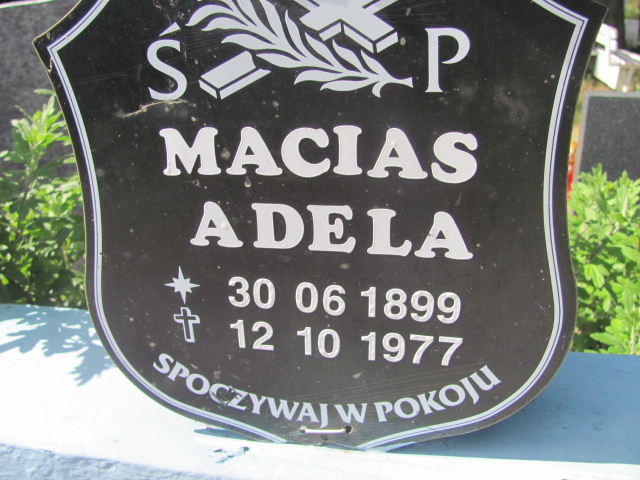 Ś P
MACIAS
ADELA
30 06 1899
12 10 1977
SPOCZYWAJ W POKOJU